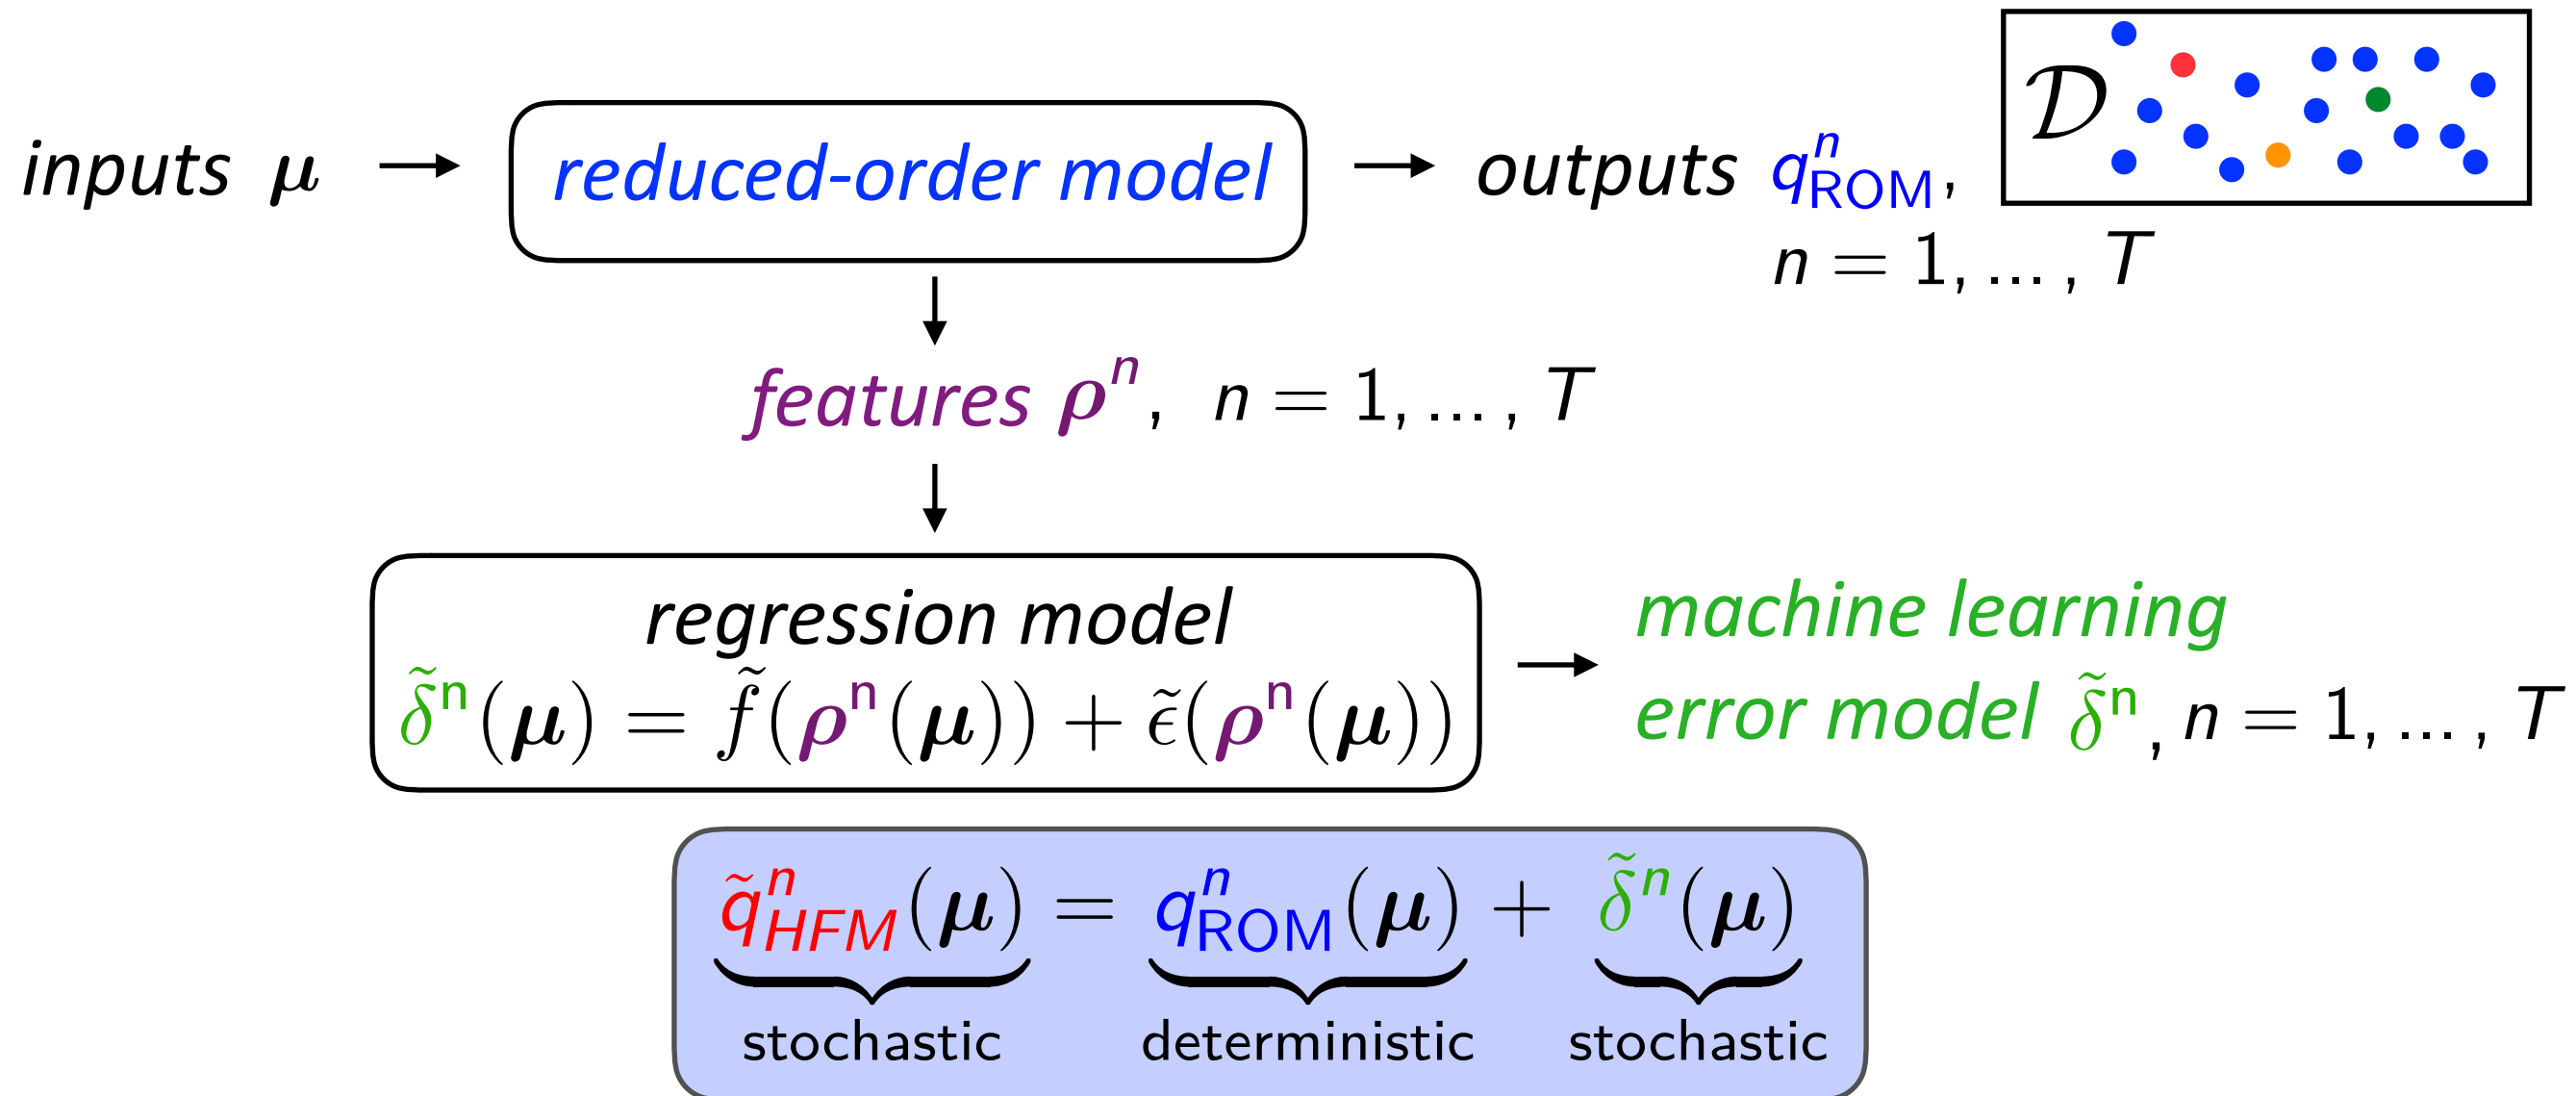 inputs μ → reduced-order model → outputs q^n_ROM, 𝒟
n = 1, ... , T
features ρ^n, n = 1, ... , T
regression model
δ̃^n(μ) = f̃(ρ^n(μ)) + ϵ̃(ρ^n(μ))
machine learning
error model δ̃^n, n = 1, ... , T
q̃^n_HFM(μ) = q^n_ROM(μ) + δ̃^n(μ)
stochastic deterministic stochastic